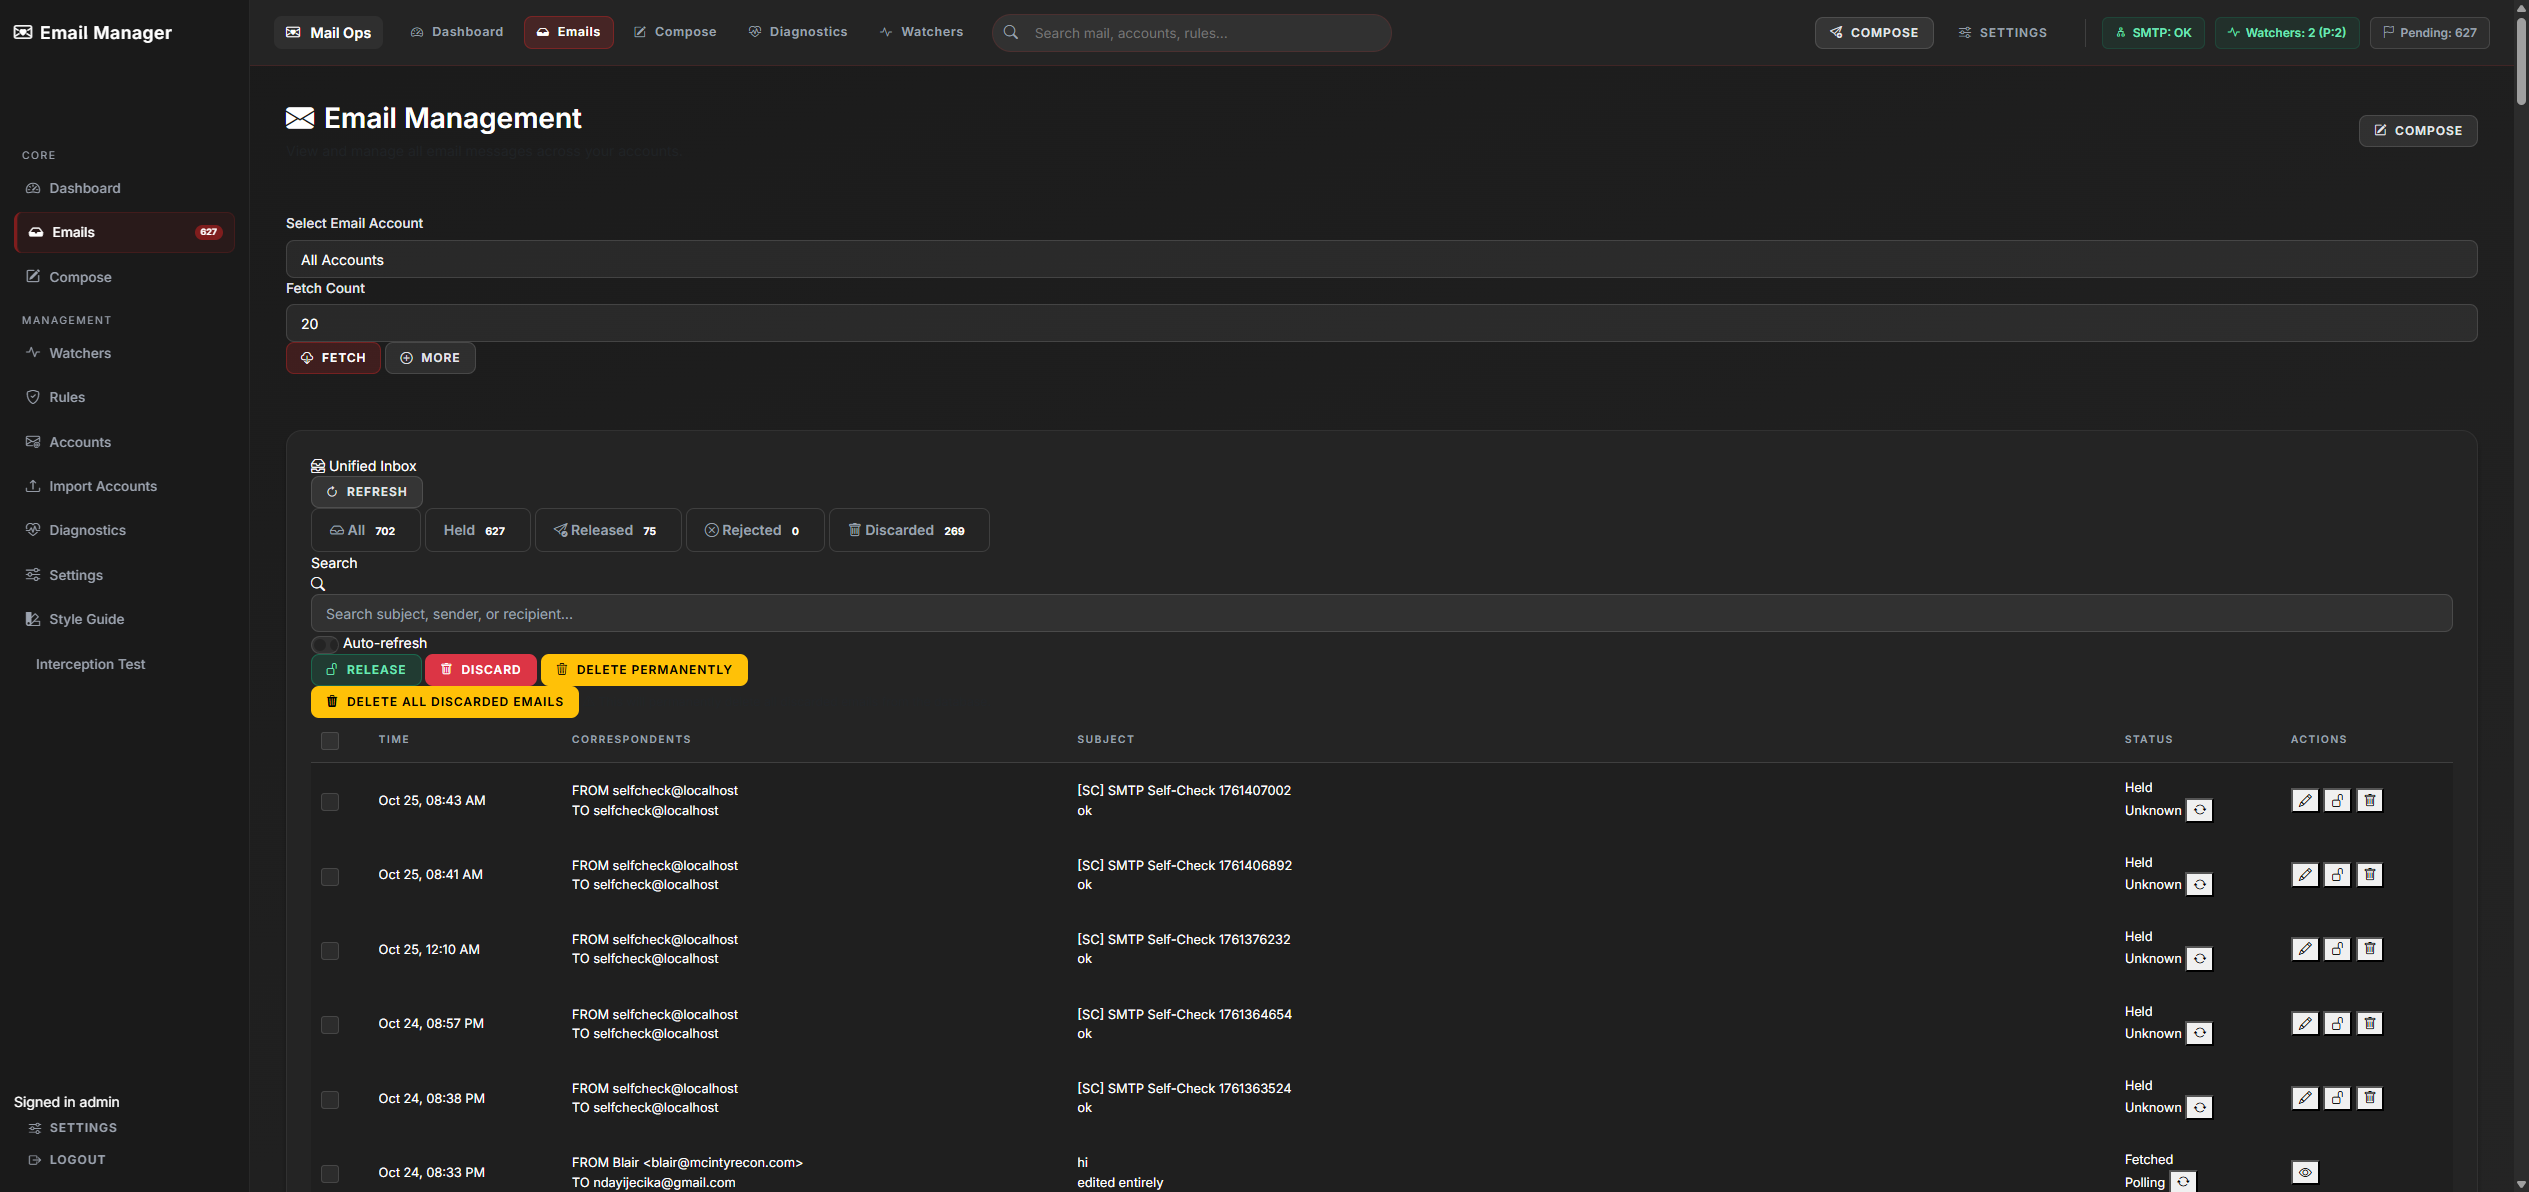 Email Manager
Mail Ops
Dashboard
Emails
Compose
Diagnostics
Watchers
Search mail, accounts, rules...
COMPOSE
SETTINGS
SMTP: OK
Watchers: 2 (P:2)
Pending: 627
CORE
Dashboard
Emails 627
Compose
MANAGEMENT
Watchers
Rules
Accounts
Import Accounts
Diagnostics
Settings
Style Guide
Interception Test
Signed in admin
SETTINGS
LOGOUT
Email Management
View and manage all email messages across your accounts
COMPOSE
Select Email Account
All Accounts
Fetch Count
20
FETCH
MORE
Unified Inbox
REFRESH
All 702
Held 627
Released 75
Rejected 0
Discarded 269
Search
Search subject, sender, or recipient...
Auto-refresh
RELEASE
DISCARD
DELETE PERMANENTLY
DELETE ALL DISCARDED EMAILS
TIME CORRESPONDENTS SUBJECT STATUS ACTIONS
Oct 25, 08:43 AM
FROM selfcheck@localhost
TO selfcheck@localhost
[SC] SMTP Self-Check 1761407002
ok
Held
Unknown
Oct 25, 08:41 AM
FROM selfcheck@localhost
TO selfcheck@localhost
[SC] SMTP Self-Check 1761406892
ok
Held
Unknown
Oct 25, 12:10 AM
FROM selfcheck@localhost
TO selfcheck@localhost
[SC] SMTP Self-Check 1761376232
ok
Held
Unknown
Oct 24, 08:57 PM
FROM selfcheck@localhost
TO selfcheck@localhost
[SC] SMTP Self-Check 1761364654
ok
Held
Unknown
Oct 24, 08:38 PM
FROM selfcheck@localhost
TO selfcheck@localhost
[SC] SMTP Self-Check 1761363524
ok
Held
Unknown
Oct 24, 08:33 PM
FROM Blair <blair@mcintyrecon.com>
TO ndayijecika@gmail.com
hi
edited entirely
Fetched
Polling